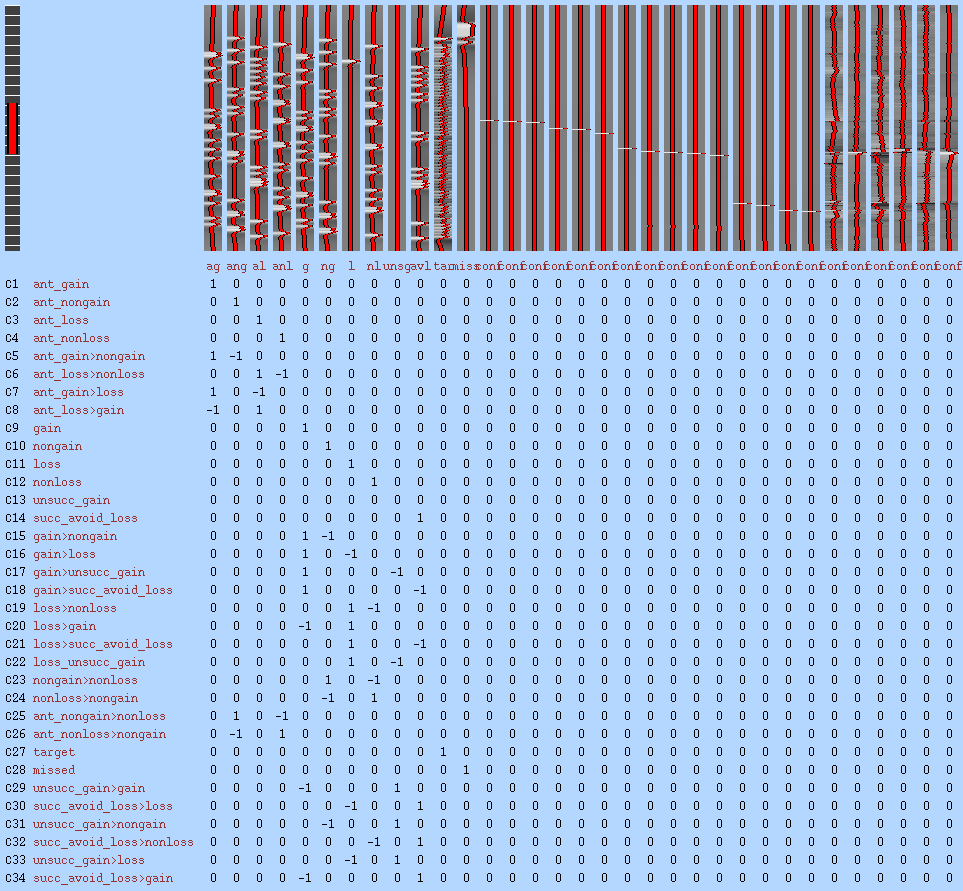 ag ang al anl g ng l nl unsg avl tar miss conf conf conf conf conf conf conf conf conf conf conf conf conf conf conf conf conf conf conf conf conf
C1 ant_gain 1 0 0 0 0 0 0 0 0 0 0 0 0 0 0 0 0 0 0 0 0 0 0 0 0 0 0 0 0 0 0 0 0
C2 ant_nongain 0 1 0 0 0 0 0 0 0 0 0 0 0 0 0 0 0 0 0 0 0 0 0 0 0 0 0 0 0 0 0 0 0
C3 ant_loss 0 0 1 0 0 0 0 0 0 0 0 0 0 0 0 0 0 0 0 0 0 0 0 0 0 0 0 0 0 0 0 0 0
C4 ant_nonloss 0 0 0 1 0 0 0 0 0 0 0 0 0 0 0 0 0 0 0 0 0 0 0 0 0 0 0 0 0 0 0 0 0
C5 ant_gain>nongain 1 -1 0 0 0 0 0 0 0 0 0 0 0 0 0 0 0 0 0 0 0 0 0 0 0 0 0 0 0 0 0 0 0
C6 ant_loss>nonloss 0 0 1 -1 0 0 0 0 0 0 0 0 0 0 0 0 0 0 0 0 0 0 0 0 0 0 0 0 0 0 0 0 0
C7 ant_gain>loss 1 0 -1 0 0 0 0 0 0 0 0 0 0 0 0 0 0 0 0 0 0 0 0 0 0 0 0 0 0 0 0 0 0
C8 ant_loss>gain -1 0 1 0 0 0 0 0 0 0 0 0 0 0 0 0 0 0 0 0 0 0 0 0 0 0 0 0 0 0 0 0 0
C9 gain 0 0 0 0 1 0 0 0 0 0 0 0 0 0 0 0 0 0 0 0 0 0 0 0 0 0 0 0 0 0 0 0 0
C10 nongain 0 0 0 0 0 1 0 0 0 0 0 0 0 0 0 0 0 0 0 0 0 0 0 0 0 0 0 0 0 0 0 0 0
C11 loss 0 0 0 0 0 0 1 0 0 0 0 0 0 0 0 0 0 0 0 0 0 0 0 0 0 0 0 0 0 0 0 0 0
C12 nonloss 0 0 0 0 0 0 0 1 0 0 0 0 0 0 0 0 0 0 0 0 0 0 0 0 0 0 0 0 0 0 0 0 0
C13 unsucc_gain 0 0 0 0 0 0 0 0 0 0 0 0 0 0 0 0 0 0 0 0 0 0 0 0 0 0 0 0 0 0 0 0 0
C14 succ_avoid_loss 0 0 0 0 0 0 0 0 0 1 0 0 0 0 0 0 0 0 0 0 0 0 0 0 0 0 0 0 0 0 0 0 0
C15 gain>nongain 0 0 0 0 1 -1 0 0 0 0 0 0 0 0 0 0 0 0 0 0 0 0 0 0 0 0 0 0 0 0 0 0 0
C16 gain>loss 0 0 0 0 1 0 -1 0 0 0 0 0 0 0 0 0 0 0 0 0 0 0 0 0 0 0 0 0 0 0 0 0 0
C17 gain>unsucc_gain 0 0 0 0 1 0 0 0 -1 0 0 0 0 0 0 0 0 0 0 0 0 0 0 0 0 0 0 0 0 0 0 0 0
C18 gain>succ_avoid_loss 0 0 0 0 1 0 0 0 0 -1 0 0 0 0 0 0 0 0 0 0 0 0 0 0 0 0 0 0 0 0 0 0 0
C19 loss>nonloss 0 0 0 0 0 0 1 -1 0 0 0 0 0 0 0 0 0 0 0 0 0 0 0 0 0 0 0 0 0 0 0 0 0
C20 loss>gain 0 0 0 0 -1 0 1 0 0 0 0 0 0 0 0 0 0 0 0 0 0 0 0 0 0 0 0 0 0 0 0 0 0
C21 loss>succ_avoid_loss 0 0 0 0 0 0 1 0 0 -1 0 0 0 0 0 0 0 0 0 0 0 0 0 0 0 0 0 0 0 0 0 0 0
C22 loss_unsucc_gain 0 0 0 0 0 0 1 0 -1 0 0 0 0 0 0 0 0 0 0 0 0 0 0 0 0 0 0 0 0 0 0 0 0
C23 nongain>nonloss 0 0 0 0 0 1 0 -1 0 0 0 0 0 0 0 0 0 0 0 0 0 0 0 0 0 0 0 0 0 0 0 0 0
C24 nonloss>nongain 0 0 0 0 0 -1 0 1 0 0 0 0 0 0 0 0 0 0 0 0 0 0 0 0 0 0 0 0 0 0 0 0 0
C25 ant_nongain>nonloss 0 1 0 -1 0 0 0 0 0 0 0 0 0 0 0 0 0 0 0 0 0 0 0 0 0 0 0 0 0 0 0 0 0
C26 ant_nonloss>nongain 0 -1 0 1 0 0 0 0 0 0 0 0 0 0 0 0 0 0 0 0 0 0 0 0 0 0 0 0 0 0 0 0 0
C27 target 0 0 0 0 0 0 0 0 0 0 1 0 0 0 0 0 0 0 0 0 0 0 0 0 0 0 0 0 0 0 0 0 0
C28 missed 0 0 0 0 0 0 0 0 0 0 0 1 0 0 0 0 0 0 0 0 0 0 0 0 0 0 0 0 0 0 0 0 0
C29 unsucc_gain>gain 0 0 0 0 -1 0 0 0 1 0 0 0 0 0 0 0 0 0 0 0 0 0 0 0 0 0 0 0 0 0 0 0 0
C30 succ_avoid_loss>loss 0 0 0 0 0 0 -1 0 0 1 0 0 0 0 0 0 0 0 0 0 0 0 0 0 0 0 0 0 0 0 0 0 0
C31 unsucc_gain>nongain 0 0 0 0 0 -1 0 0 1 0 0 0 0 0 0 0 0 0 0 0 0 0 0 0 0 0 0 0 0 0 0 0 0
C32 succ_avoid_loss>nonloss 0 0 0 0 0 0 0 -1 0 1 0 0 0 0 0 0 0 0 0 0 0 0 0 0 0 0 0 0 0 0 0 0 0
C33 unsucc_gain>loss 0 0 0 0 0 0 -1 0 1 0 0 0 0 0 0 0 0 0 0 0 0 0 0 0 0 0 0 0 0 0 0 0 0
C34 succ_avoid_loss>gain 0 0 0 0 -1 0 0 0 0 1 0 0 0 0 0 0 0 0 0 0 0 0 0 0 0 0 0 0 0 0 0 0 0